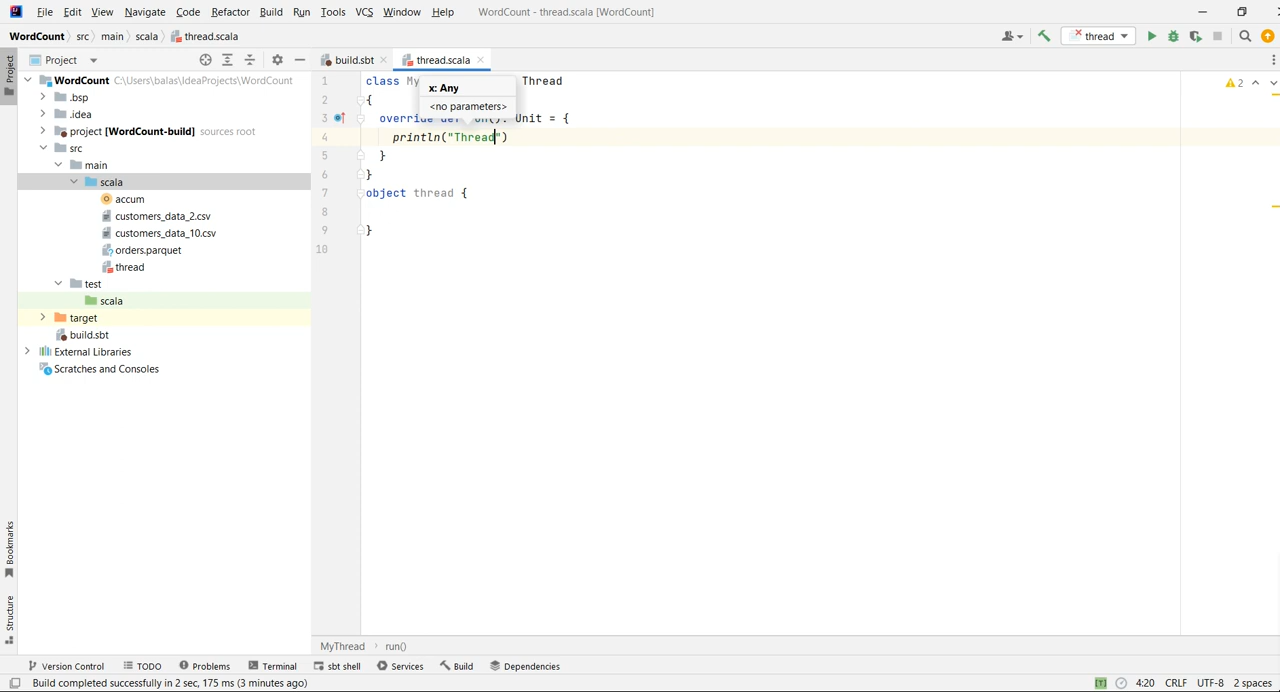 File Edit View Navigate Code Refactor Build Run Tools VCS Window Help WordCount - thread.scala [WordCount]
WordCount src main scala thread.scala thread
Project
Project
build.sbt thread.scala
WordCount C:\Users\balas\IdeaProjects\WordCount
.bsp
.idea
project [WordCount-build] sources root
src
main
scala
accum
customers_data_2.csv
customers_data_10.csv
orders.parquet
thread
test
scala
target
build.sbt
External Libraries
Scratches and Consoles
Bookmarks
Structure
1 class My Thread
x: Any
<no parameters>
2 {
3 override def un(): Unit = {
4 println("Thread")
5 }
6 }
7 object thread {
8
9 }
10
2
MyThread run()
Version Control TODO Problems Terminal sbt shell Services Build Dependencies
Build completed successfully in 2 sec, 175 ms (3 minutes ago) [T] 4:20 CRLF UTF-8 2 spaces